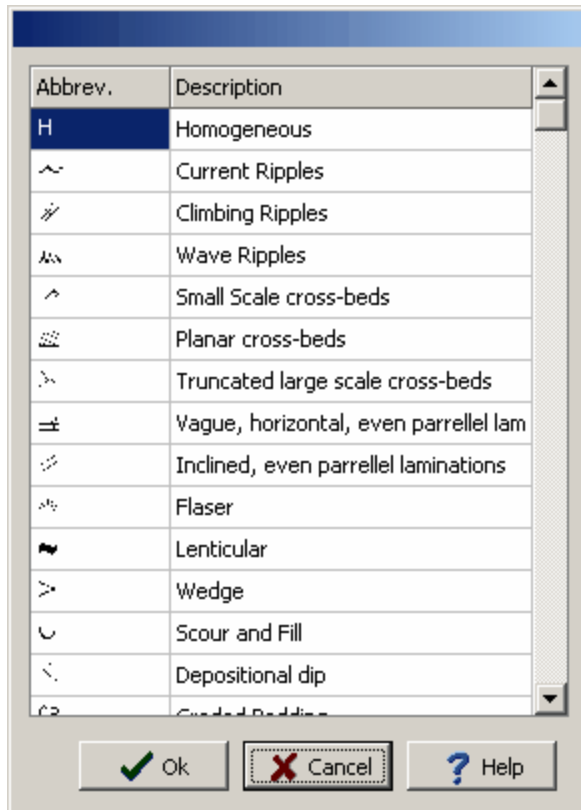 Abbrev. Description
H Homogeneous
Current Ripples
Climbing Ripples
Wave Ripples
Small Scale cross-beds
Planar cross-beds
Truncated large scale cross-beds
Vague, horizontal, even parrellel lam
Inclined, even parrellel laminations
Flaser
Lenticular
Wedge
Scour and Fill
Depositional dip
Graded Bedding
Ok Cancel Help